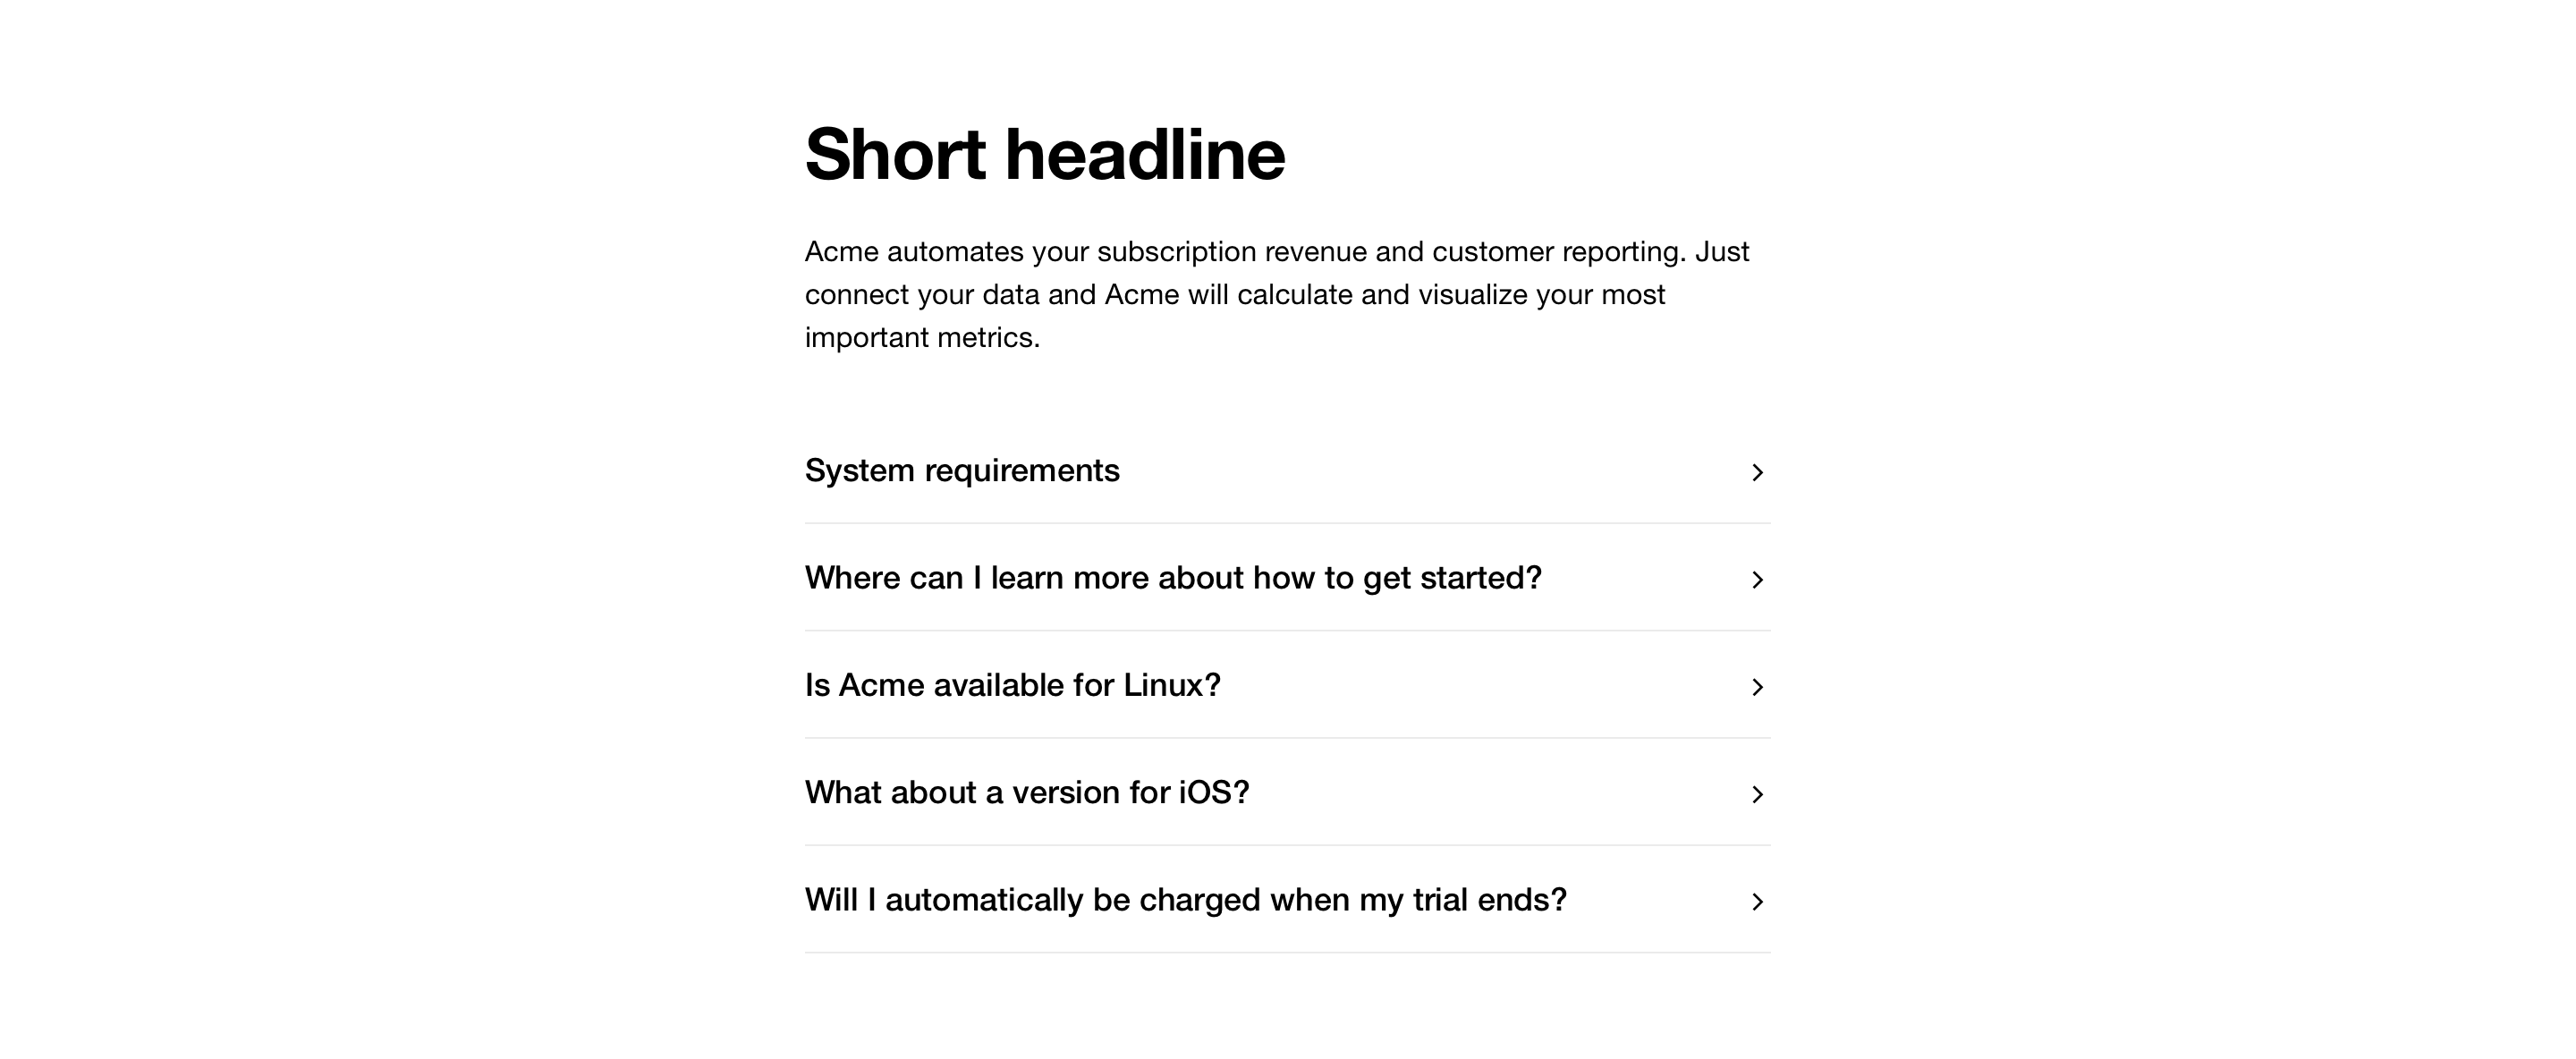 Short headline
Acme automates your subscription revenue and customer reporting. Just
connect your data and Acme will calculate and visualize your most
important metrics.
System requirements
Where can I learn more about how to get started?
Is Acme available for Linux?
What about a version for iOS?
Will I automatically be charged when my trial ends?